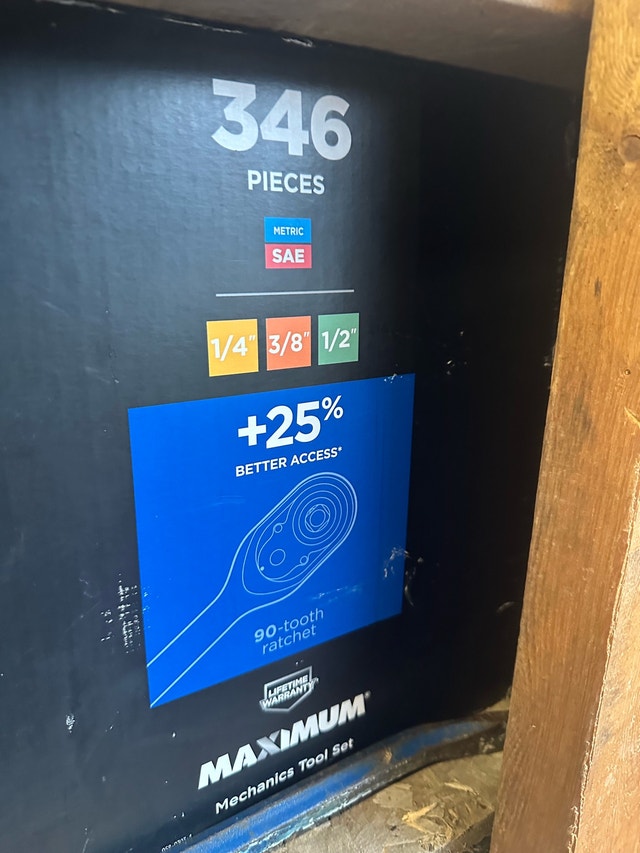 346
PIECES
METRIC
SAE
1/4" 3/8" 1/2"
+25%
BETTER ACCESS*
90-tooth
ratchet
LIFETIME
WARRANTY
MAXIMUM®
Mechanics Tool Set